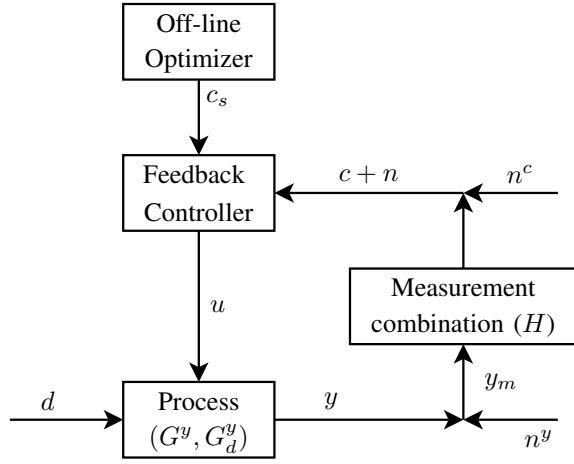 Off-line
Optimizer
c_s
Feedback
Controller
c + n
n^c
u
Measurement
combination (H)
y_m
d
Process
(G^y, G_d^y)
y
n^y